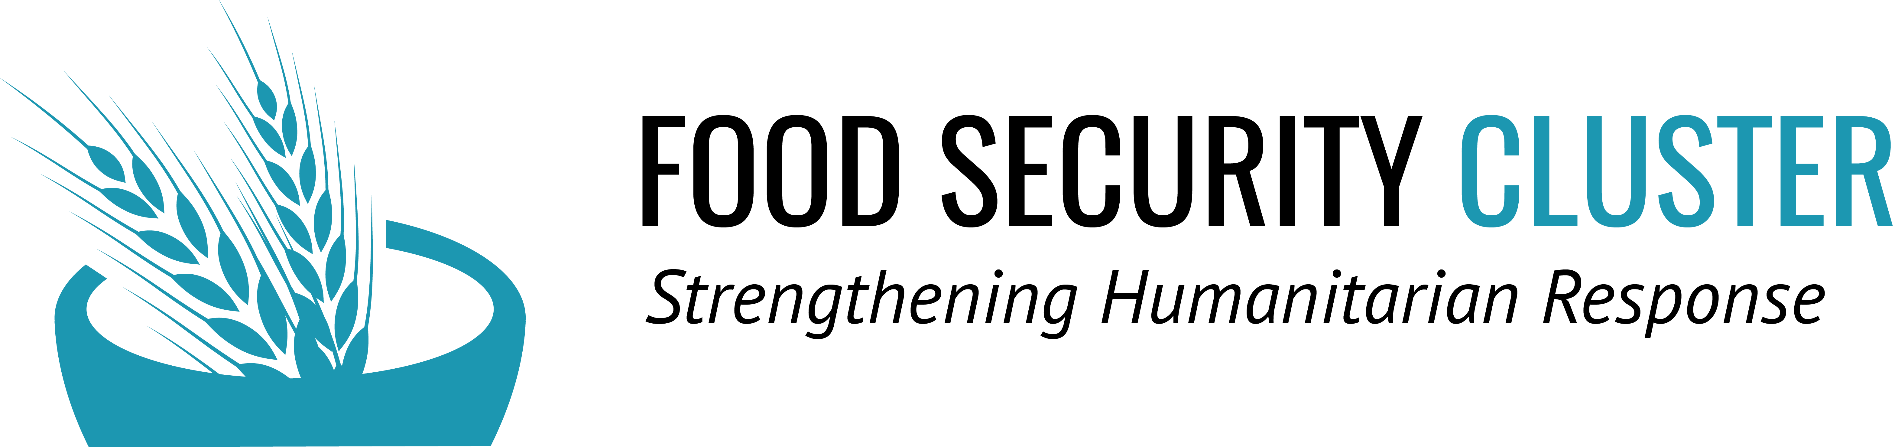 FOOD SECURITY CLUSTER
Strengthening Humanitarian Response